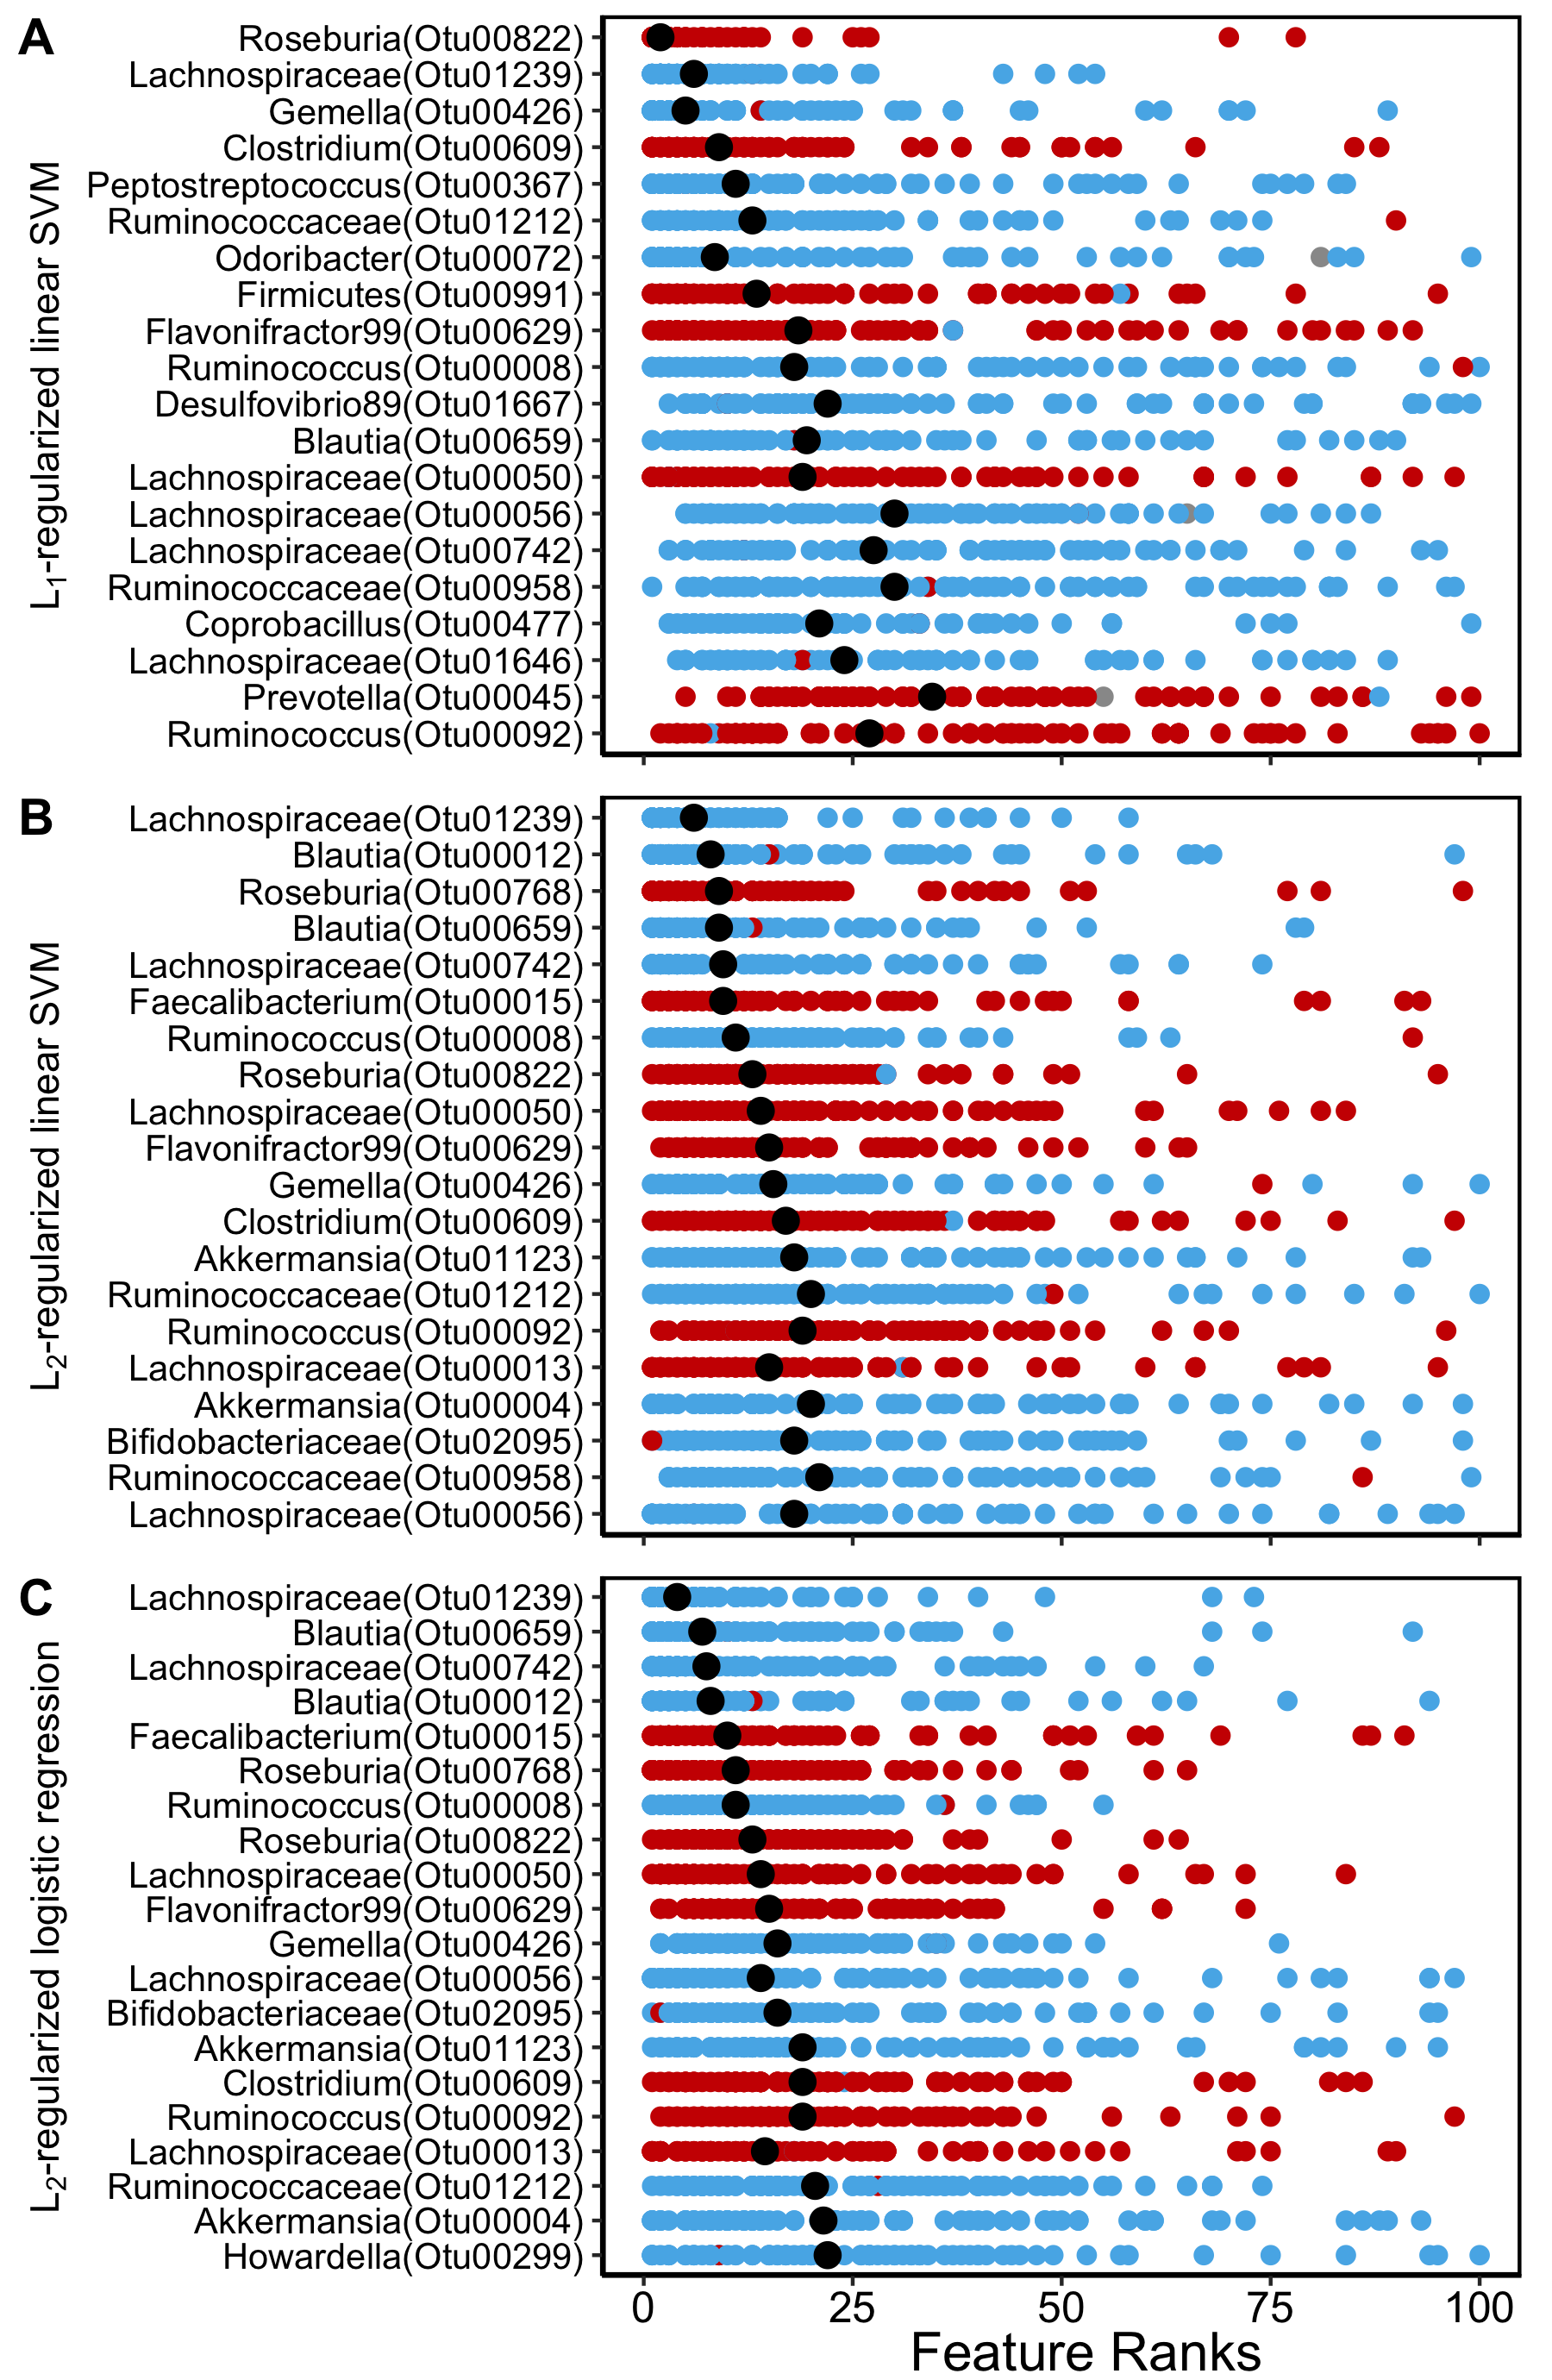 A
L1-regularized linear SVM
Roseburia(Otu00822)
Lachnospiraceae(Otu01239)
Gemella(Otu00426)
Clostridium(Otu00609)
Peptostreptococcus(Otu00367)
Ruminococcaceae(Otu01212)
Odoribacter(Otu00072)
Firmicutes(Otu00991)
Flavonifractor99(Otu00629)
Ruminococcus(Otu00008)
Desulfovibrio89(Otu01667)
Blautia(Otu00659)
Lachnospiraceae(Otu00050)
Lachnospiraceae(Otu00056)
Lachnospiraceae(Otu00742)
Ruminococcaceae(Otu00958)
Coprobacillus(Otu00477)
Lachnospiraceae(Otu01646)
Prevotella(Otu00045)
Ruminococcus(Otu00092)
B
L2-regularized linear SVM
Lachnospiraceae(Otu01239)
Blautia(Otu00012)
Roseburia(Otu00768)
Blautia(Otu00659)
Lachnospiraceae(Otu00742)
Faecalibacterium(Otu00015)
Ruminococcus(Otu00008)
Roseburia(Otu00822)
Lachnospiraceae(Otu00050)
Flavonifractor99(Otu00629)
Gemella(Otu00426)
Clostridium(Otu00609)
Akkermansia(Otu01123)
Ruminococcaceae(Otu01212)
Ruminococcus(Otu00092)
Lachnospiraceae(Otu00013)
Akkermansia(Otu00004)
Bifidobacteriaceae(Otu02095)
Ruminococcaceae(Otu00958)
Lachnospiraceae(Otu00056)
C
L2-regularized logistic regression
Lachnospiraceae(Otu01239)
Blautia(Otu00659)
Lachnospiraceae(Otu00742)
Blautia(Otu00012)
Faecalibacterium(Otu00015)
Roseburia(Otu00768)
Ruminococcus(Otu00008)
Roseburia(Otu00822)
Lachnospiraceae(Otu00050)
Flavonifractor99(Otu00629)
Gemella(Otu00426)
Lachnospiraceae(Otu00056)
Bifidobacteriaceae(Otu02095)
Akkermansia(Otu01123)
Clostridium(Otu00609)
Ruminococcus(Otu00092)
Lachnospiraceae(Otu00013)
Ruminococcaceae(Otu01212)
Akkermansia(Otu00004)
Howardella(Otu00299)
0 25 50 75 100
Feature Ranks